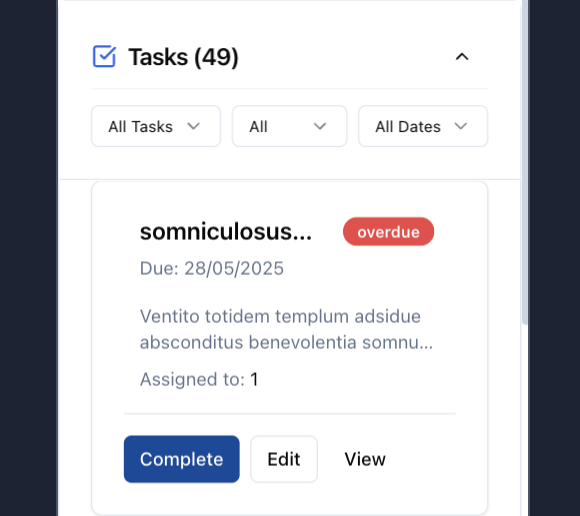 Tasks (49)
All Tasks
All
All Dates
somniculosus...
overdue
Due: 28/05/2025
Ventito totidem templum adsidue
absconditus benevolentia somnu...
Assigned to: 1
Complete
Edit
View